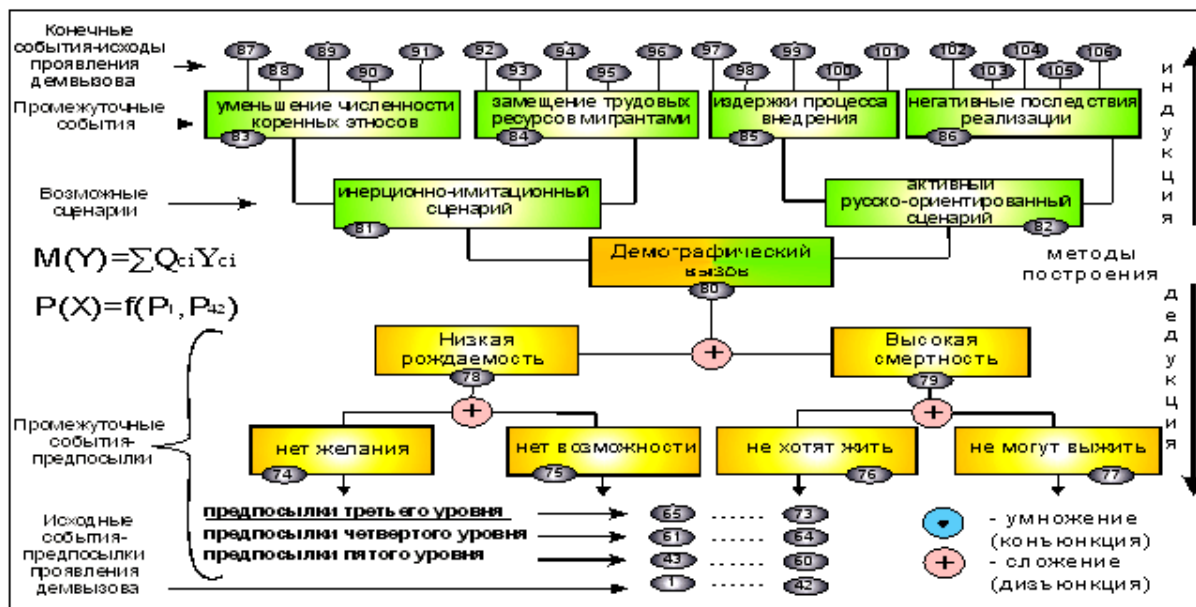 Конечные
события-исходы
проявления
демвызова
87 88 89 90 91 92 93 94 95 96 97 98 99 100 101 102 103 104 105 106
Промежуточные
события
уменьшение численности
коренных этносов
83
замещение трудовых
ресурсов мигрантами
84
издержки процесса
внедрения
85
негативные последствия
реализации
86
индукция
Возможные
сценарии
инерционно-имитационный
сценарий
81
активный
русско-ориентированный
сценарий
82
M(Y)=∑QciYci
P(X)=f(P1,P42)
Демографический
вызов
80
методы
построения
дедукция
Низкая
рождаемость
78
+
Высокая
смертность
79
+
+
Промежуточные
события-
предпосылки
нет желания
74
нет возможности
75
не хотят жить
76
не могут выжить
77
Исходные
события-
предпосылки
проявления
демвызова
предпосылки третьего уровня
65 ...... 73
предпосылки четвертого уровня
61 ...... 64
предпосылки пятого уровня
43 ...... 60
1 ...... 42
- умножение
(конъюнкция)
+ - сложение
(дизъюнкция)